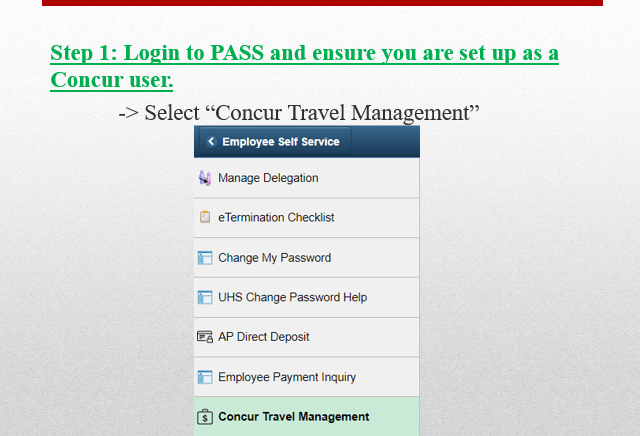 Step 1: Login to PASS and ensure you are set up as a
Concur user.
-> Select “Concur Travel Management”
Employee Self Service
Manage Delegation
eTermination Checklist
Change My Password
UHS Change Password Help
AP Direct Deposit
Employee Payment Inquiry
Concur Travel Management